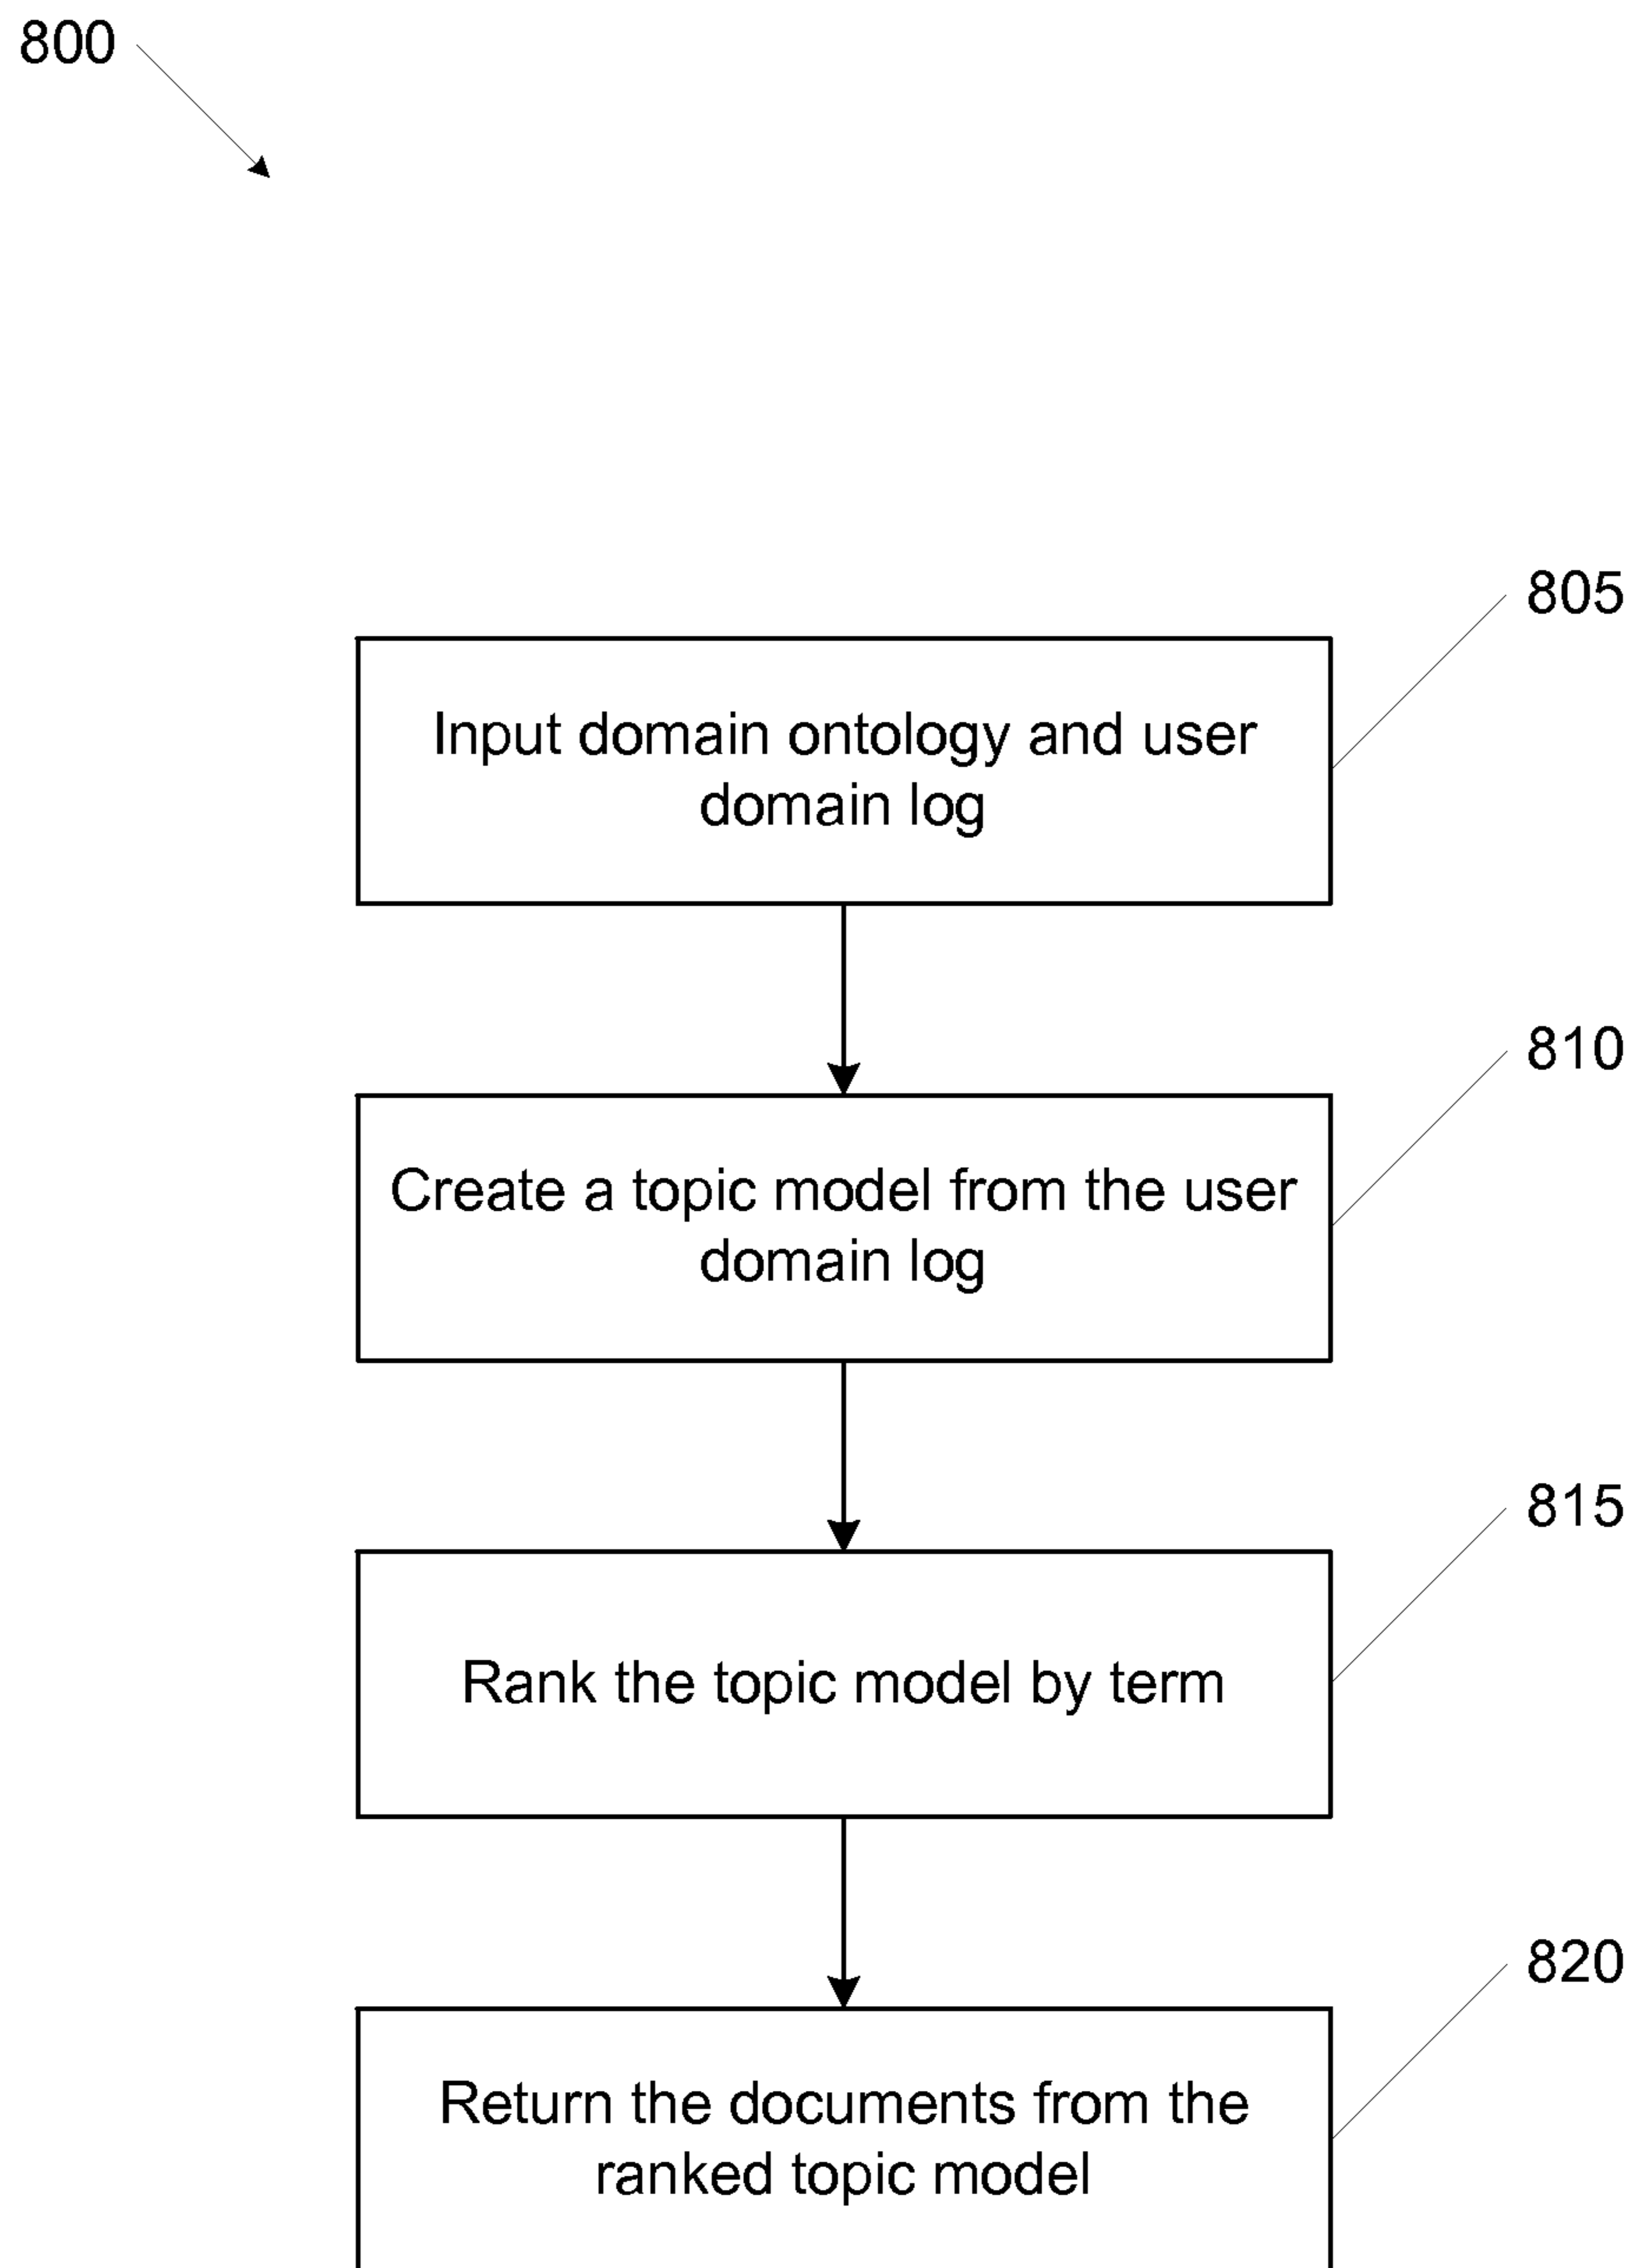 800
805
Input domain ontology and user
domain log
810
Create a topic model from the user
domain log
815
Rank the topic model by term
820
Return the documents from the
ranked topic model